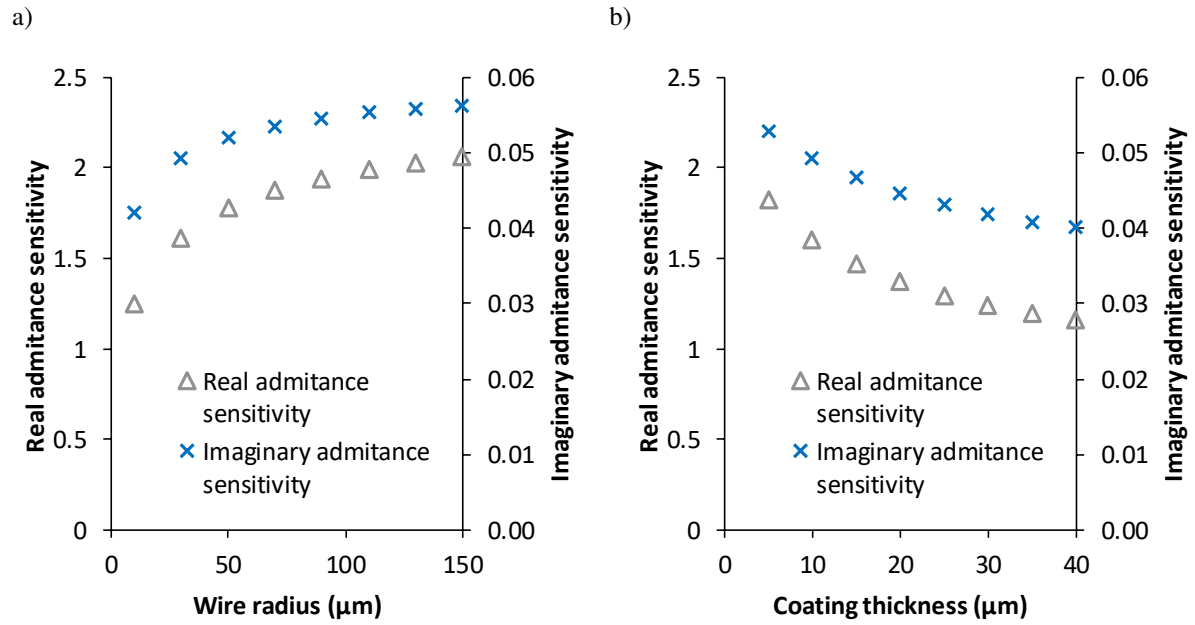 a)
Real admitance sensitivity
2.5
2
1.5
1
0.5
0
0.06
0.05
0.04
0.03
0.02
0.01
0.00
Imaginary admitance sensitivity
Real admitance
sensitivity
Imaginary admitance
sensitivity
0
50
100
150
Wire radius (µm)
b)
Real admitance sensitivity
2.5
2
1.5
1
0.5
0
0.06
0.05
0.04
0.03
0.02
0.01
0.00
Imaginary admitance sensitivity
Real admitance
sensitivity
Imaginary admitance
sensitivity
0
10
20
30
40
Coating thickness (µm)